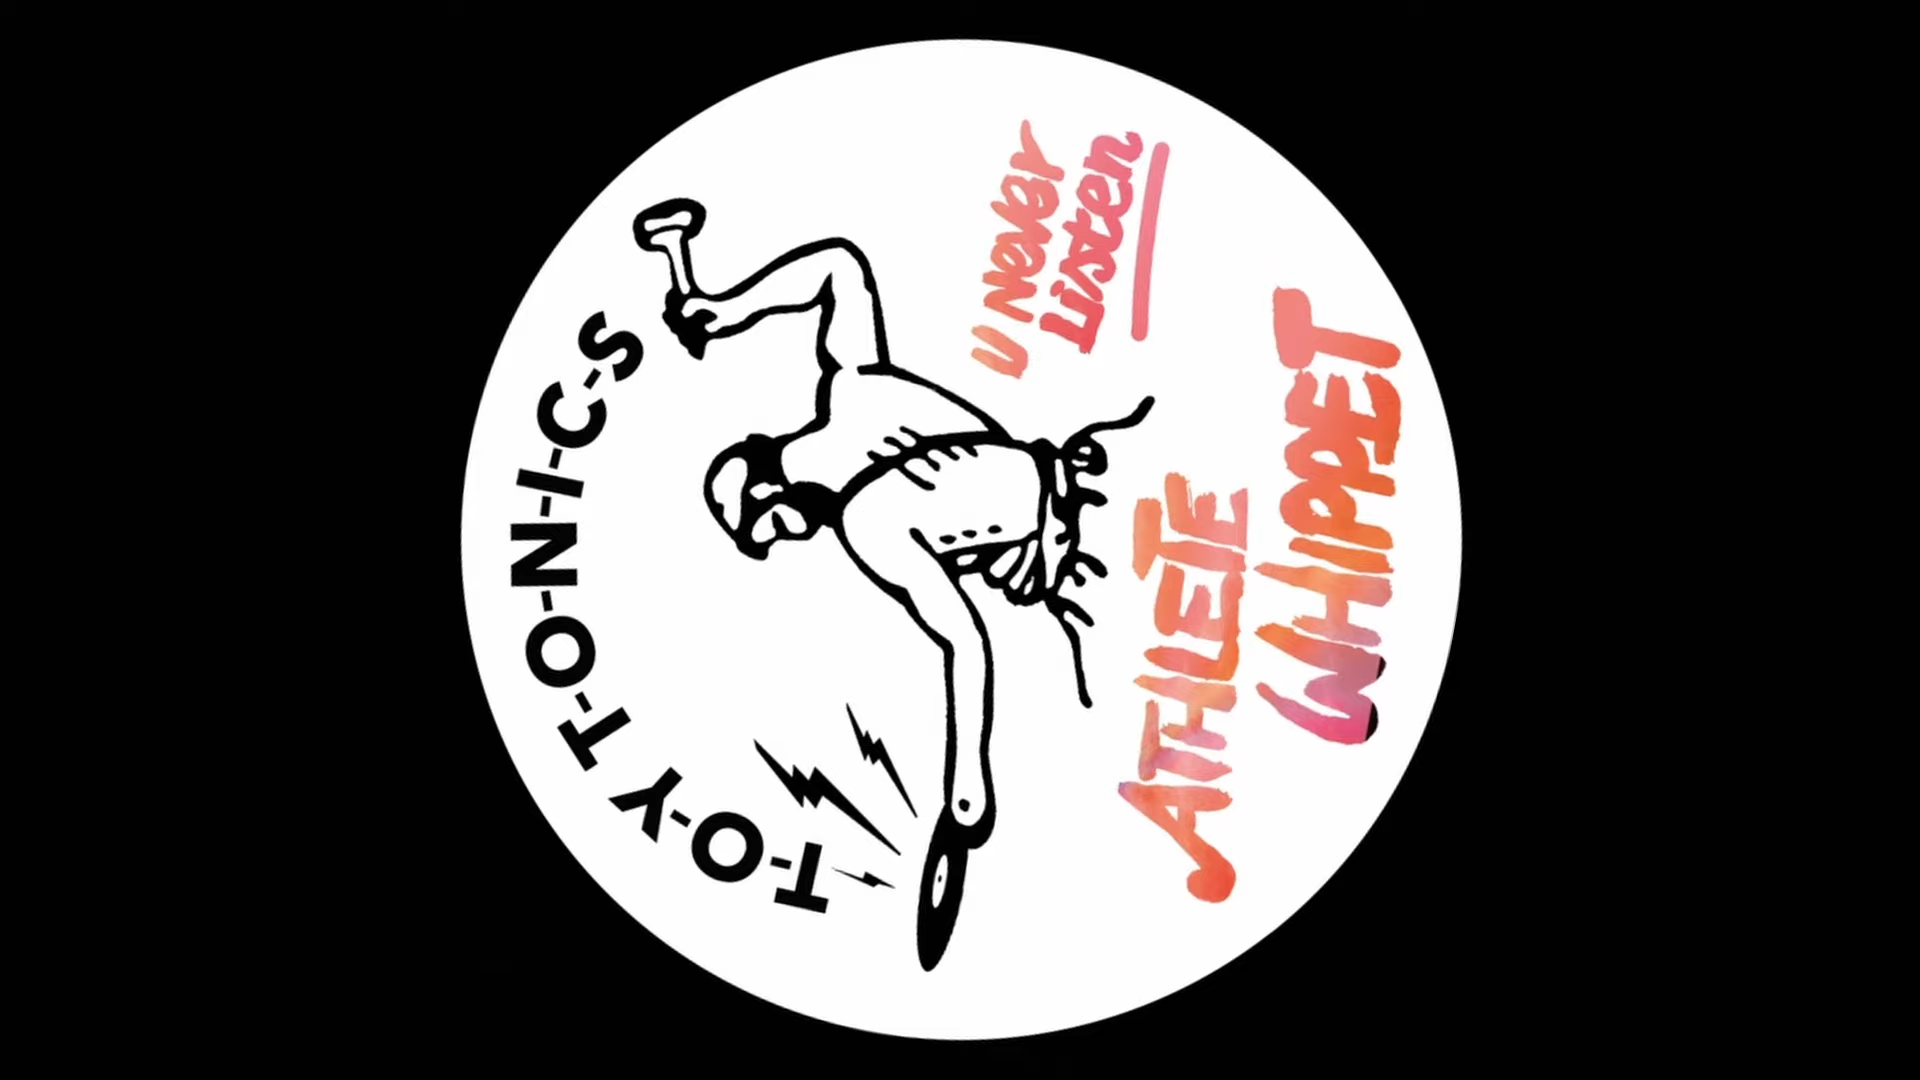 T-O-Y T-O-N-I-C-S
U Never
Listen
ATHLETE
WHIPPET